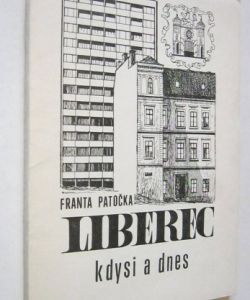 FRANTA PATOČKA
LIBEREC
kdysi a dnes